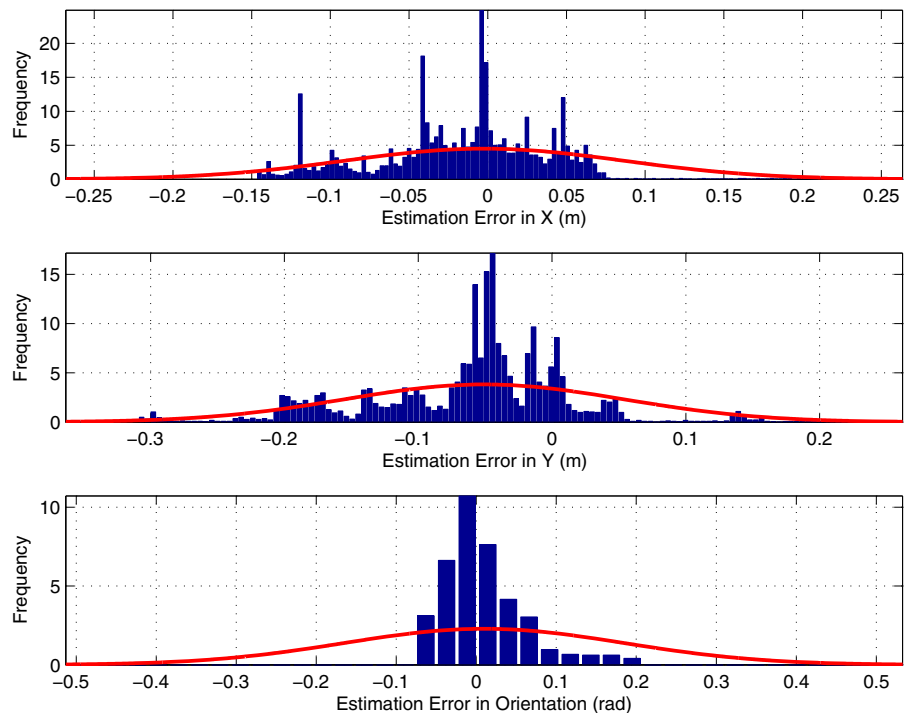 Frequency
20
15
10
5
0
−0.25 −0.2 −0.15 −0.1 −0.05 0 0.05 0.1 0.15 0.2 0.25
Estimation Error in X (m)
Frequency
15
10
5
0
−0.3 −0.2 −0.1 0 0.1 0.2
Estimation Error in Y (m)
Frequency
10
5
0
−0.5 −0.4 −0.3 −0.2 −0.1 0 0.1 0.2 0.3 0.4 0.5
Estimation Error in Orientation (rad)